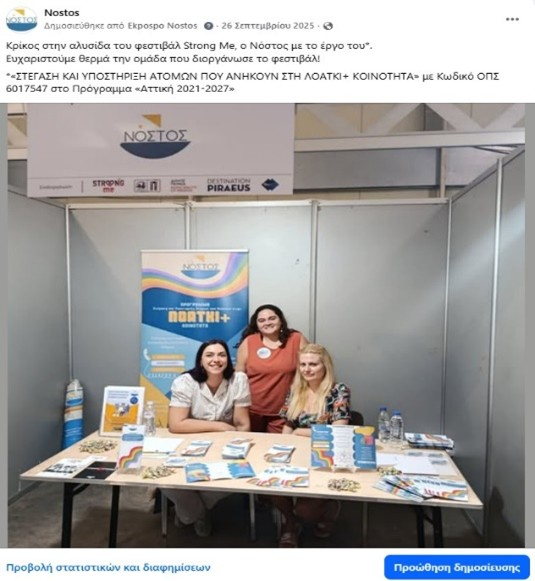 Nostos
Δημοσιεύθηκε από Ekpospo Nostos · 26 Σεπτεμβρίου 2025 ·
Κρίκος στην αλυσίδα του φεστιβάλ Strong Me, ο Νόστος με το έργο του*.
Ευχαριστούμε θερμά την ομάδα που διοργάνωσε το φεστιβάλ!
*«ΣΤΕΓΑΣΗ ΚΑΙ ΥΠΟΣΤΗΡΙΞΗ ΑΤΟΜΩΝ ΠΟΥ ΑΝΗΚΟΥΝ ΣΤΗ ΛΟΑΤΚΙ+ ΚΟΙΝΟΤΗΤΑ» με Κωδικό ΟΠΣ
6017547 στο Πρόγραμμα «Αττική 2021-2027»
ΝΟΣΤΟΣ
STRONG me
DESTINATION
PIRAEUS
ΝΟΣΤΟΣ
ΛΟΑΤΚΙ+
ΚΟΙΝΟΤΗΤΑ
Προβολή στατιστικών και διαφημίσεων
Προώθηση δημοσίευσης